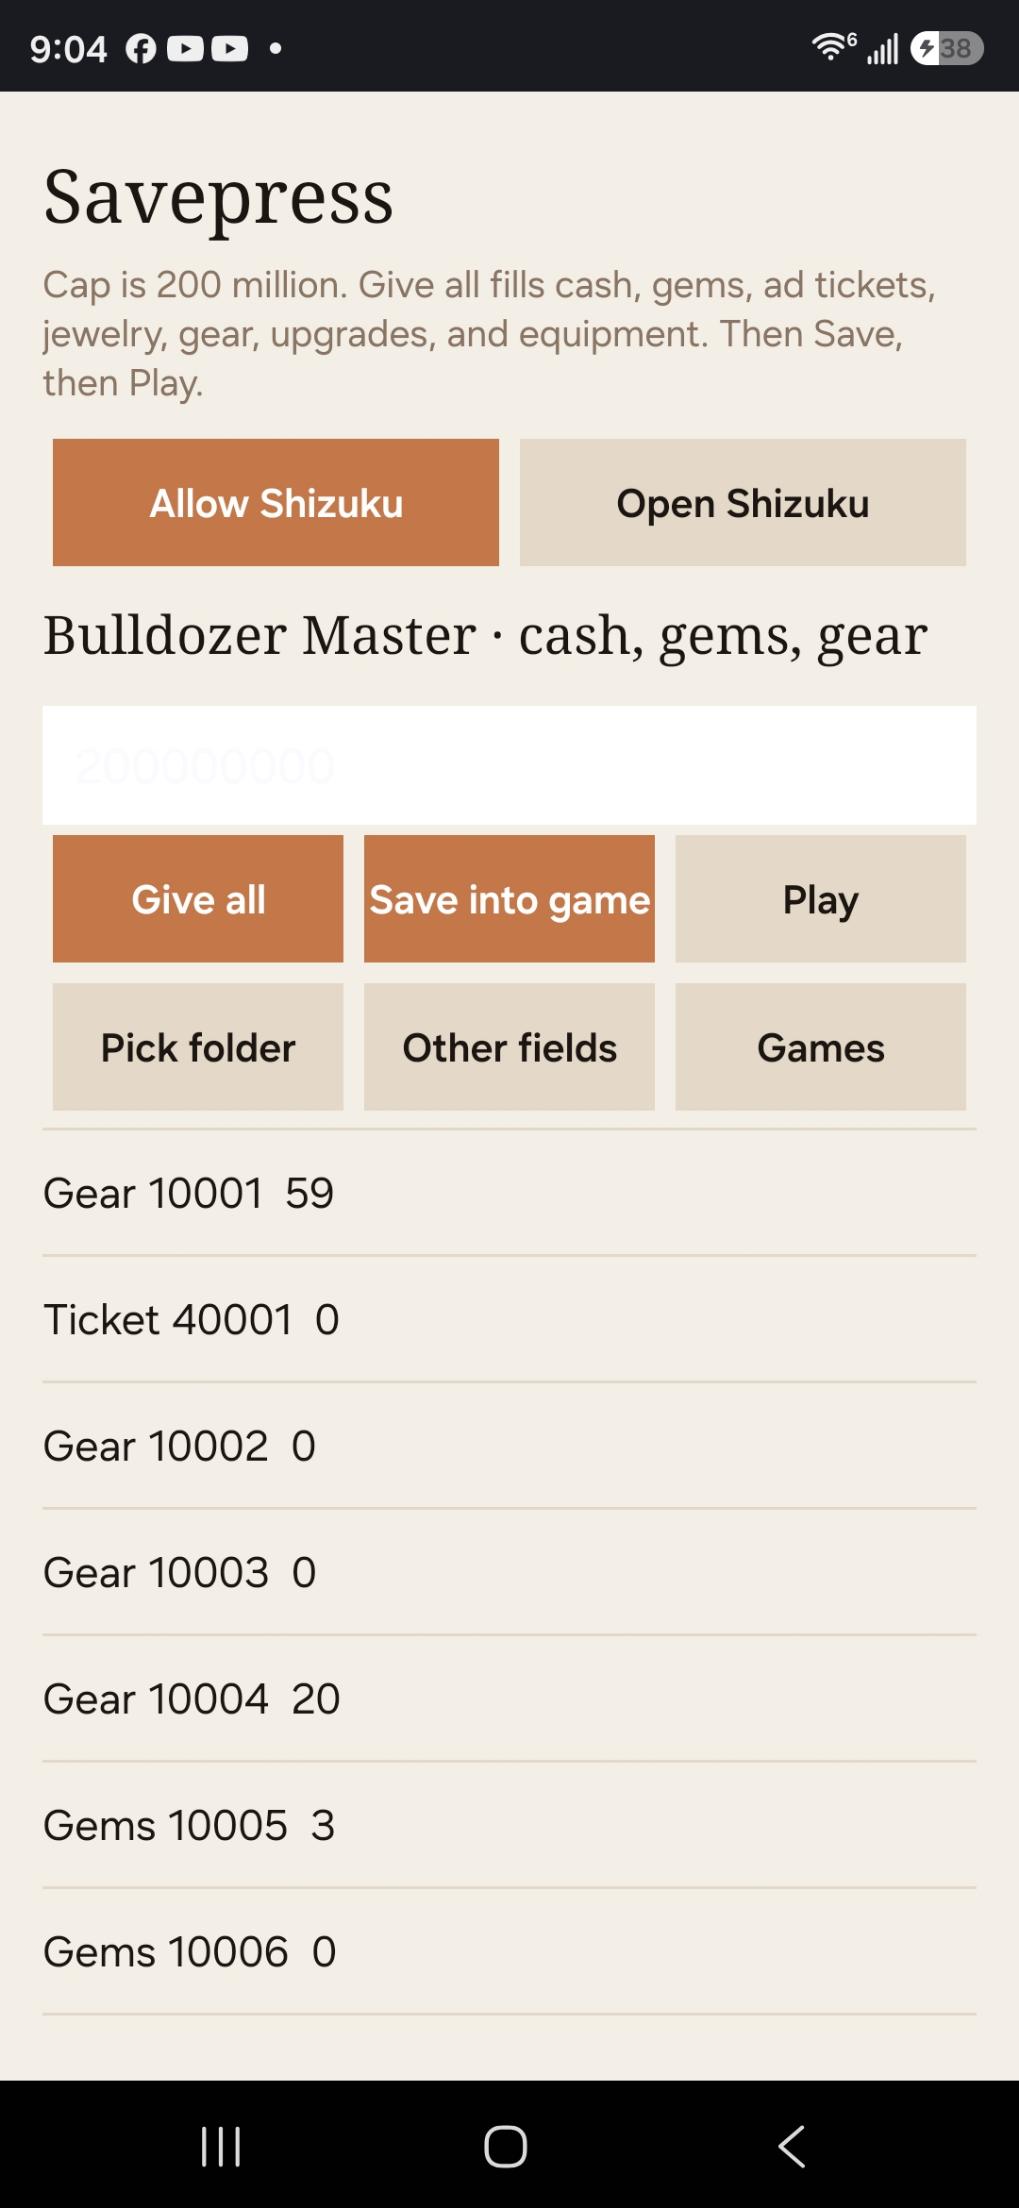 9:04
6
38
Savepress
Cap is 200 million. Give all fills cash, gems, ad tickets,
jewelry, gear, upgrades, and equipment. Then Save,
then Play.
Allow Shizuku
Open Shizuku
Bulldozer Master · cash, gems, gear
200000000
Give all
Save into game
Play
Pick folder
Other fields
Games
Gear 10001 59
Ticket 40001 0
Gear 10002 0
Gear 10003 0
Gear 10004 20
Gems 10005 3
Gems 10006 0